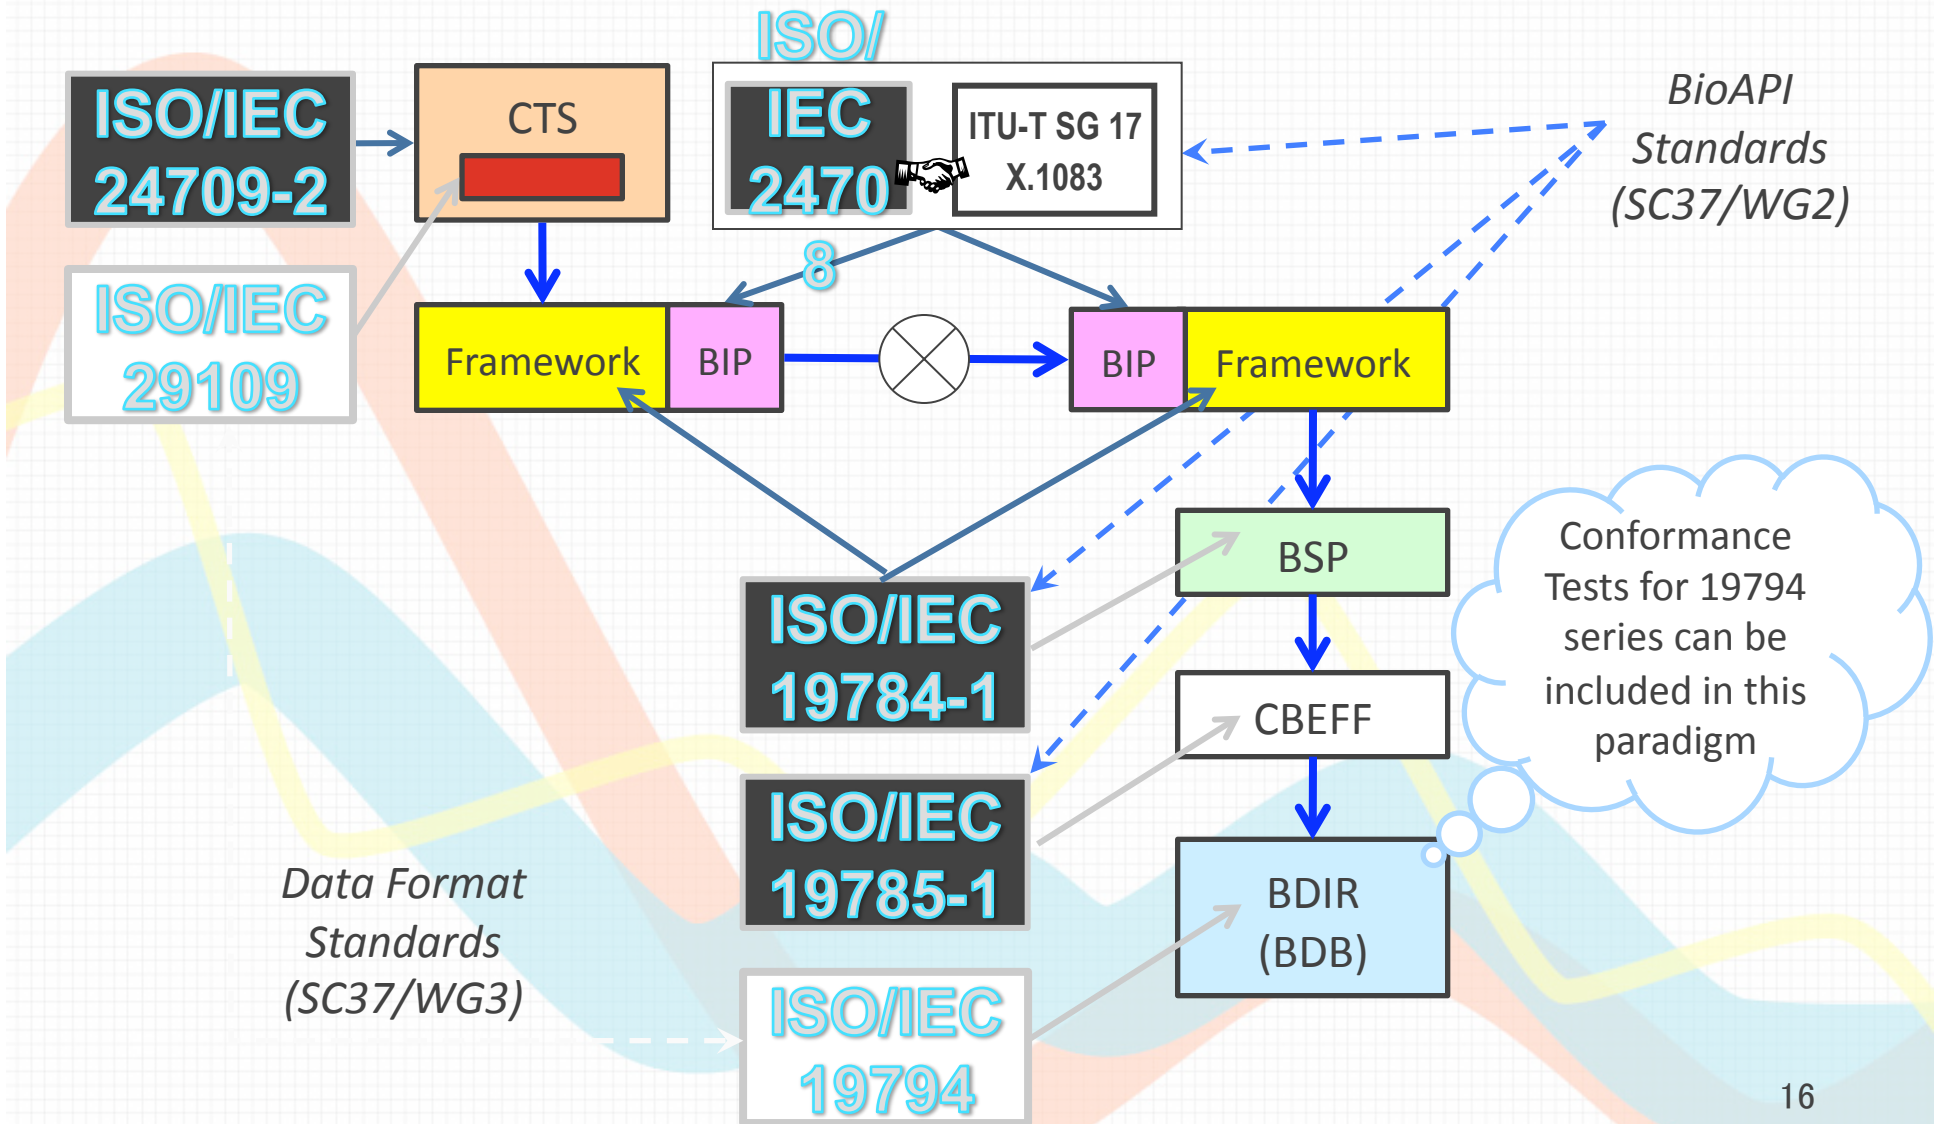 ISO/IEC
24709-2
CTS
ISO/
IEC
2470
8
ITU-T SG 17
X.1083
BioAPI
Standards
(SC37/WG2)
ISO/IEC
29109
Framework
BIP
BIP
Framework
BSP
Conformance
Tests for 19794
series can be
included in this
paradigm
ISO/IEC
19784-1
CBEFF
ISO/IEC
19785-1
BDIR
(BDB)
Data Format
Standards
(SC37/WG3)
ISO/IEC
19794
16